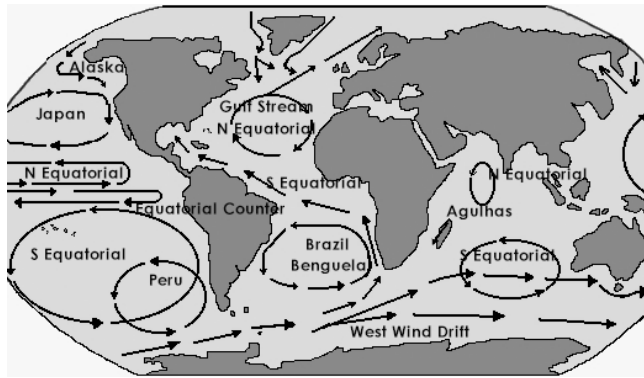 Alaska
Japan
Gulf Stream
N Equatorial
N Equatorial
S Equatorial
N Equatorial
Equatorial Counter
Agulhas
S Equatorial
Brazil
S Equatorial
Benguela
Peru
West Wind Drift